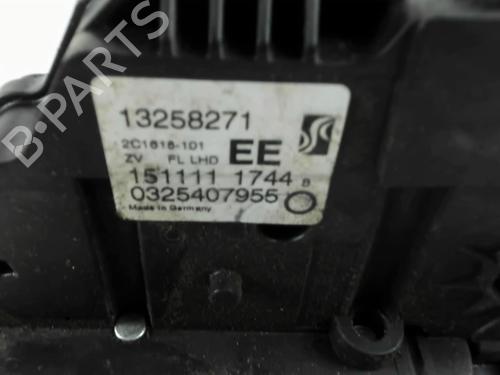 13258271
2C1618-101
ZV FL LHD EE
151111 1744 B
0325407955
Made in Germany
B-PARTS